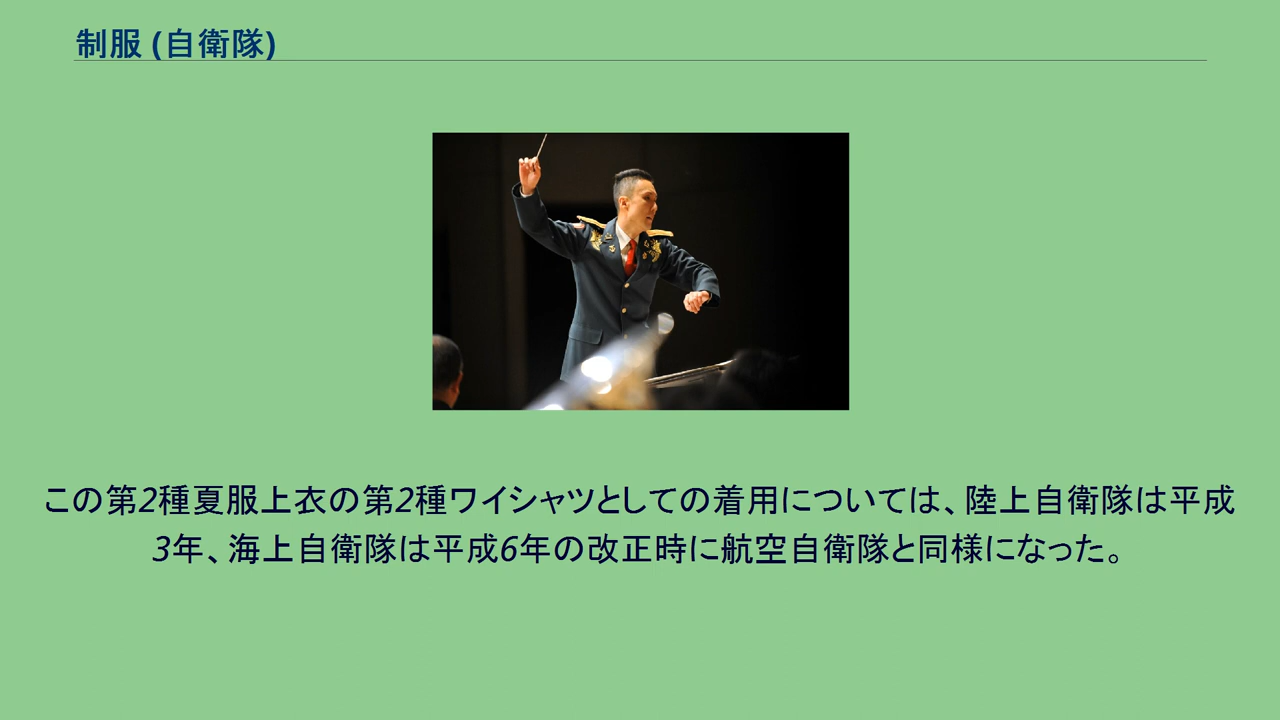 制服 (自衛隊)
この第2種夏服上衣の第2種ワイシャツとしての着用については、陸上自衛隊は平成
3年、海上自衛隊は平成6年の改正時に航空自衛隊と同様になった。